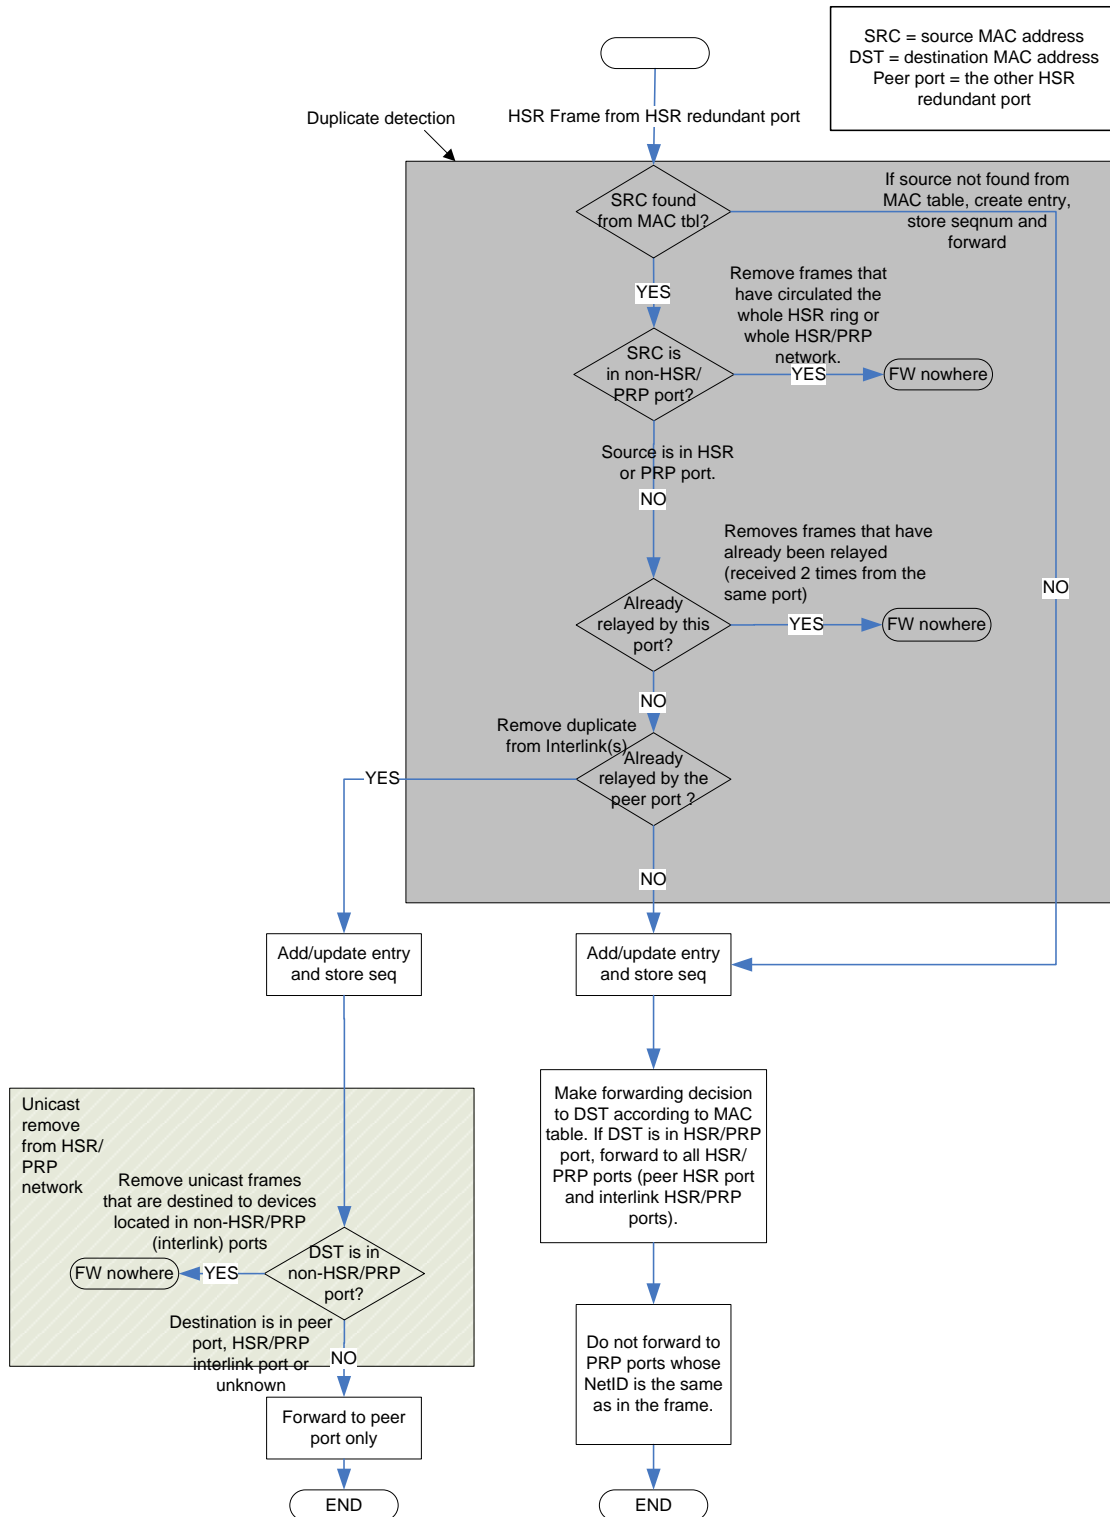 SRC = source MAC address
DST = destination MAC address
Peer port = the other HSR
redundant port
Duplicate detection
HSR Frame from HSR redundant port
SRC found
from MAC tbl?
If source not found from
MAC table, create entry,
store seqnum and
forward
YES
Remove frames that
have circulated the
whole HSR ring or
whole HSR/PRP
network.
SRC is
in non-HSR/
PRP port?
YES
FW nowhere
Source is in HSR
or PRP port.
NO
Removes frames that have
already been relayed
(received 2 times from the
same port)
NO
Already
relayed by this
port?
YES
FW nowhere
NO
Remove duplicate
from Interlink(s)
Already
relayed by the
peer port ?
YES
NO
Add/update entry
and store seq
Add/update entry
and store seq
Make forwarding decision
to DST according to MAC
table. If DST is in HSR/PRP
port, forward to all HSR/
PRP ports (peer HSR port
and interlink HSR/PRP
ports).
Unicast
remove
from HSR/
PRP
network
Remove unicast frames
that are destined to devices
located in non-HSR/PRP
(interlink) ports
DST is in
non-HSR/PRP
port?
YES
FW nowhere
Destination is in peer
port, HSR/PRP
interlink port or
unknown
NO
Do not forward to
PRP ports whose
NetID is the same
as in the frame.
Forward to peer
port only
END
END